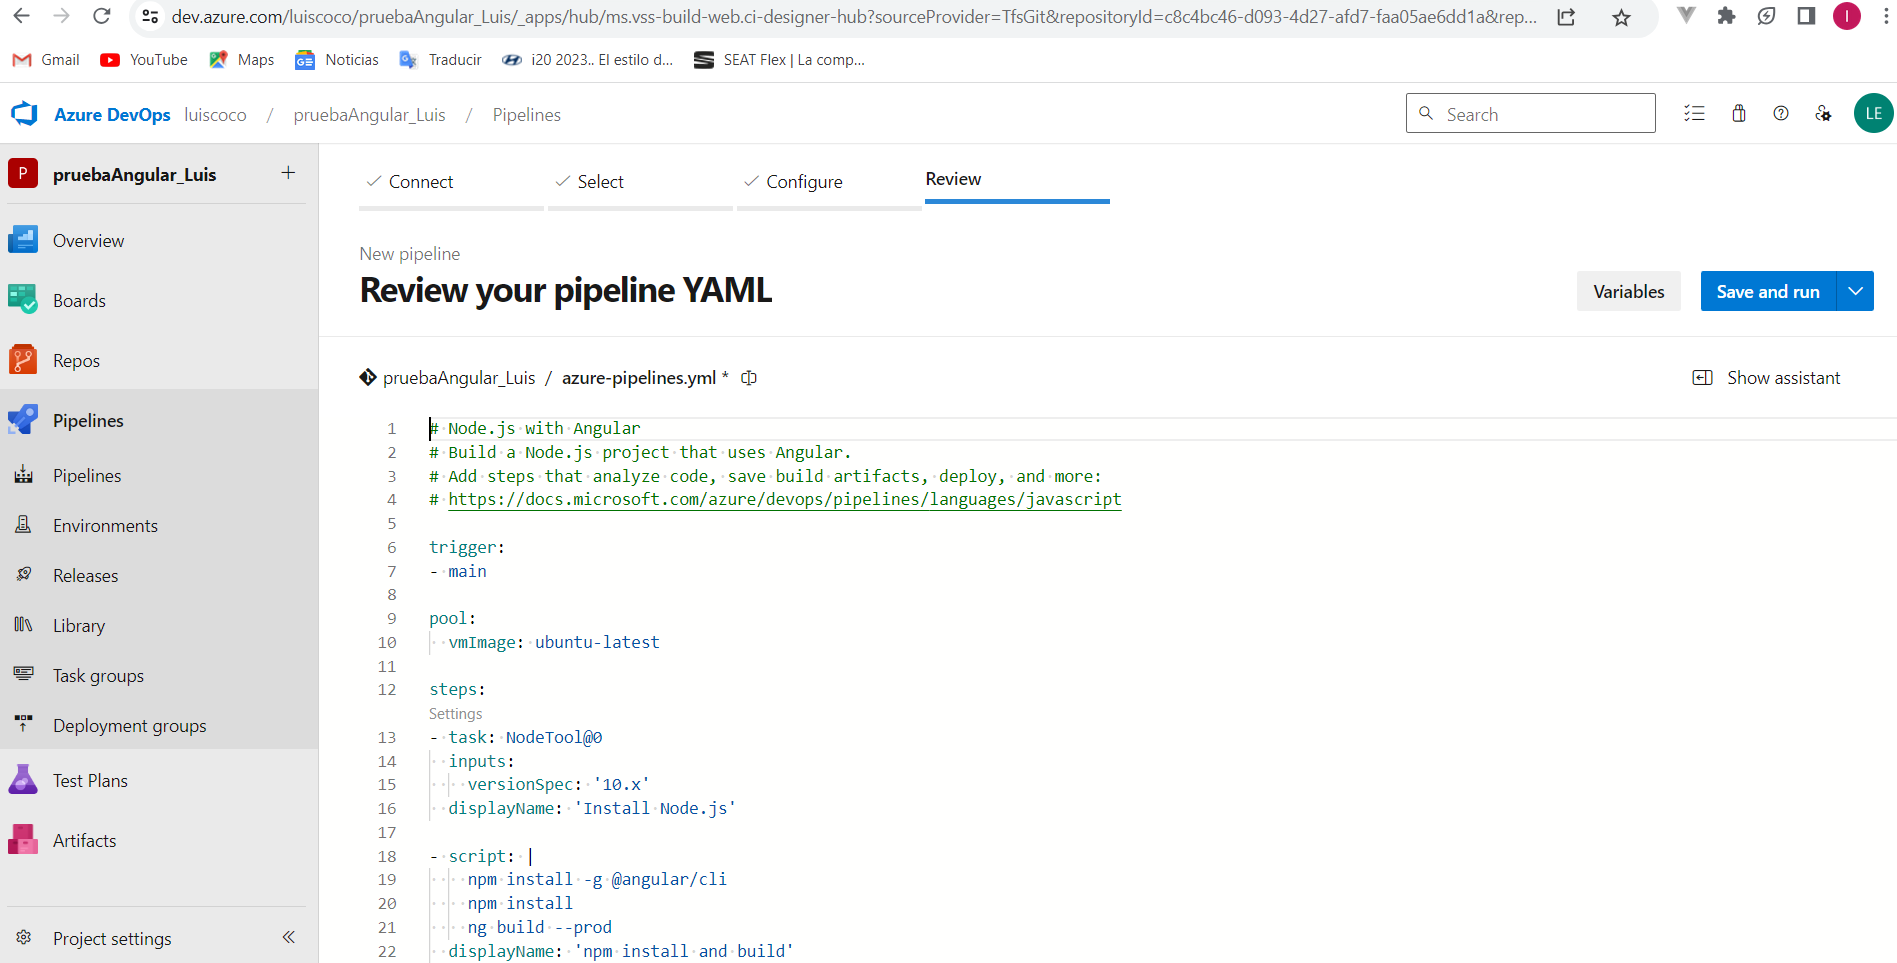 dev.azure.com/luiscoco/pruebaAngular_Luis/_apps/hub/ms.vss-build-web.ci-designer-hub?sourceProvider=TfsGit&repositoryId=c8c4bc46-d093-4d27-afd7-faa05ae6dd1a&rep...
I
Gmail YouTube Maps Noticias Traducir i20 2023.. El estilo d... SEAT Flex | La comp...
Azure DevOps luiscoco / pruebaAngular_Luis / Pipelines
Search
LE
P pruebaAngular_Luis +
Overview
Boards
Repos
Pipelines
Pipelines
Environments
Releases
Library
Task groups
Deployment groups
Test Plans
Artifacts
Project settings
Connect Select Configure Review
New pipeline
Review your pipeline YAML
Variables Save and run
pruebaAngular_Luis / azure-pipelines.yml *
Show assistant
1 # Node.js with Angular
2 # Build a Node.js project that uses Angular.
3 # Add steps that analyze code, save build artifacts, deploy, and more:
4 # https://docs.microsoft.com/azure/devops/pipelines/languages/javascript
5
6 trigger:
7 - main
8
9 pool:
10   vmImage: ubuntu-latest
11
12 steps:
Settings
13 - task: NodeTool@0
14   inputs:
15     versionSpec: '10.x'
16   displayName: 'Install Node.js'
17
18 - script: |
19     npm install -g @angular/cli
20     npm install
21     ng build --prod
22   displayName: 'npm install and build'